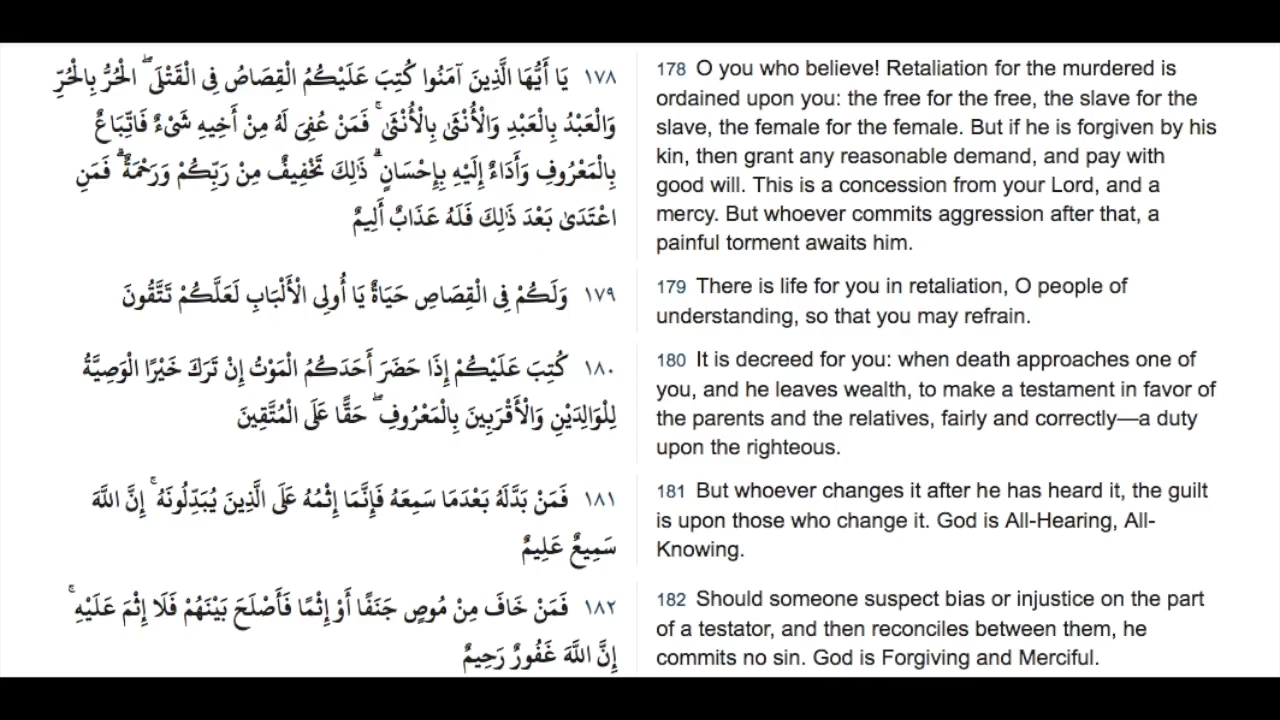 ١٧٨ يَا أَيُّهَا الَّذِينَ آمَنُوا كُتِبَ عَلَيْكُمُ الْقِصَاصُ فِي الْقَتْلَى ۖ الْحُرُّ بِالْحُرِّ
وَالْعَبْدُ بِالْعَبْدِ وَالْأُنْثَىٰ بِالْأُنْثَىٰ ۚ فَمَنْ عُفِيَ لَهُ مِنْ أَخِيهِ شَيْءٌ فَاتِّبَاعٌ
بِالْمَعْرُوفِ وَأَدَاءٌ إِلَيْهِ بِإِحْسَانٍ ۗ ذَٰلِكَ تَخْفِيفٌ مِنْ رَبِّكُمْ وَرَحْمَةٌ ۗ فَمَنِ
اعْتَدَىٰ بَعْدَ ذَٰلِكَ فَلَهُ عَذَابٌ أَلِيمٌ
178 O you who believe! Retaliation for the murdered is
ordained upon you: the free for the free, the slave for the
slave, the female for the female. But if he is forgiven by his
kin, then grant any reasonable demand, and pay with
good will. This is a concession from your Lord, and a
mercy. But whoever commits aggression after that, a
painful torment awaits him.
١٧٩ وَلَكُمْ فِي الْقِصَاصِ حَيَاةٌ يَا أُولِي الْأَلْبَابِ لَعَلَّكُمْ تَتَّقُونَ
179 There is life for you in retaliation, O people of
understanding, so that you may refrain.
١٨٠ كُتِبَ عَلَيْكُمْ إِذَا حَضَرَ أَحَدَكُمُ الْمَوْتُ إِنْ تَرَكَ خَيْرًا الْوَصِيَّةُ
لِلْوَالِدَيْنِ وَالْأَقْرَبِينَ بِالْمَعْرُوفِ ۖ حَقًّا عَلَى الْمُتَّقِينَ
180 It is decreed for you: when death approaches one of
you, and he leaves wealth, to make a testament in favor of
the parents and the relatives, fairly and correctly—a duty
upon the righteous.
١٨١ فَمَنْ بَدَّلَهُ بَعْدَمَا سَمِعَهُ فَإِنَّمَا إِثْمُهُ عَلَى الَّذِينَ يُبَدِّلُونَهُ ۚ إِنَّ اللَّهَ
سَمِيعٌ عَلِيمٌ
181 But whoever changes it after he has heard it, the guilt
is upon those who change it. God is All-Hearing, All-
Knowing.
١٨٢ فَمَنْ خَافَ مِنْ مُوصٍ جَنَفًا أَوْ إِثْمًا فَأَصْلَحَ بَيْنَهُمْ فَلَا إِثْمَ عَلَيْهِ ۚ
إِنَّ اللَّهَ غَفُورٌ رَحِيمٌ
182 Should someone suspect bias or injustice on the part
of a testator, and then reconciles between them, he
commits no sin. God is Forgiving and Merciful.